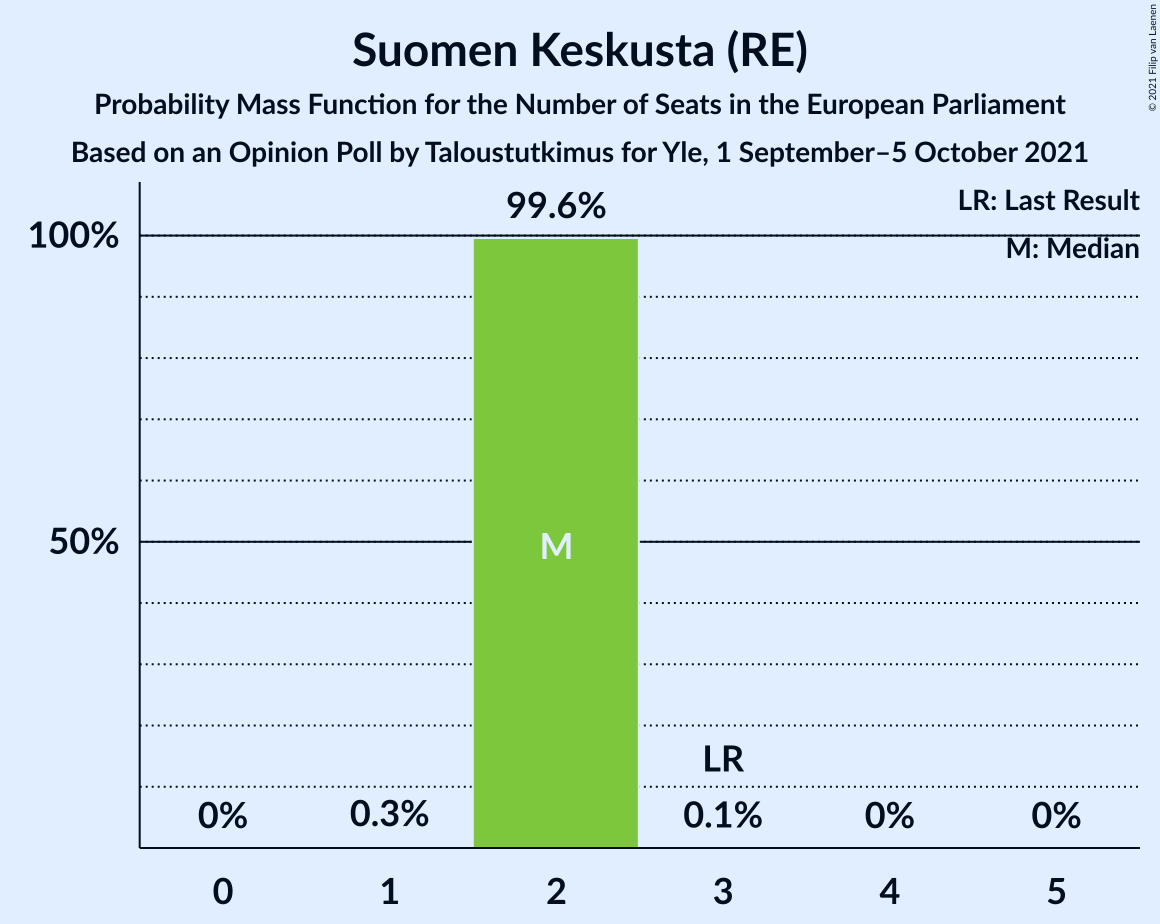 Suomen Keskusta (RE)
Probability Mass Function for the Number of Seats in the European Parliament
Based on an Opinion Poll by Taloustutkimus for Yle, 1 September–5 October 2021
© 2021 Filip van Laenen
LR: Last Result
M: Median
100%
50%
99.6%
M
LR
0%
0.3%
0.1%
0%
0%
0
1
2
3
4
5